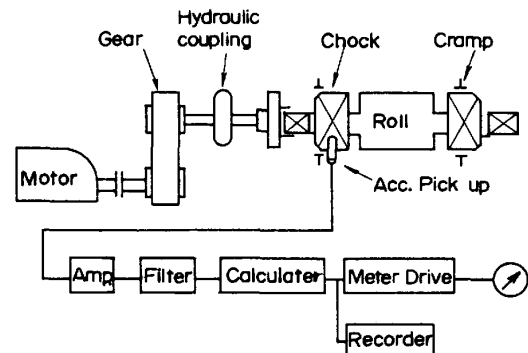 Hydraulic
coupling
Gear
Chock
Cramp
Roll
Motor
Acc. Pick up
Amp.
Filter
Calculater
Meter Drive
Recorder